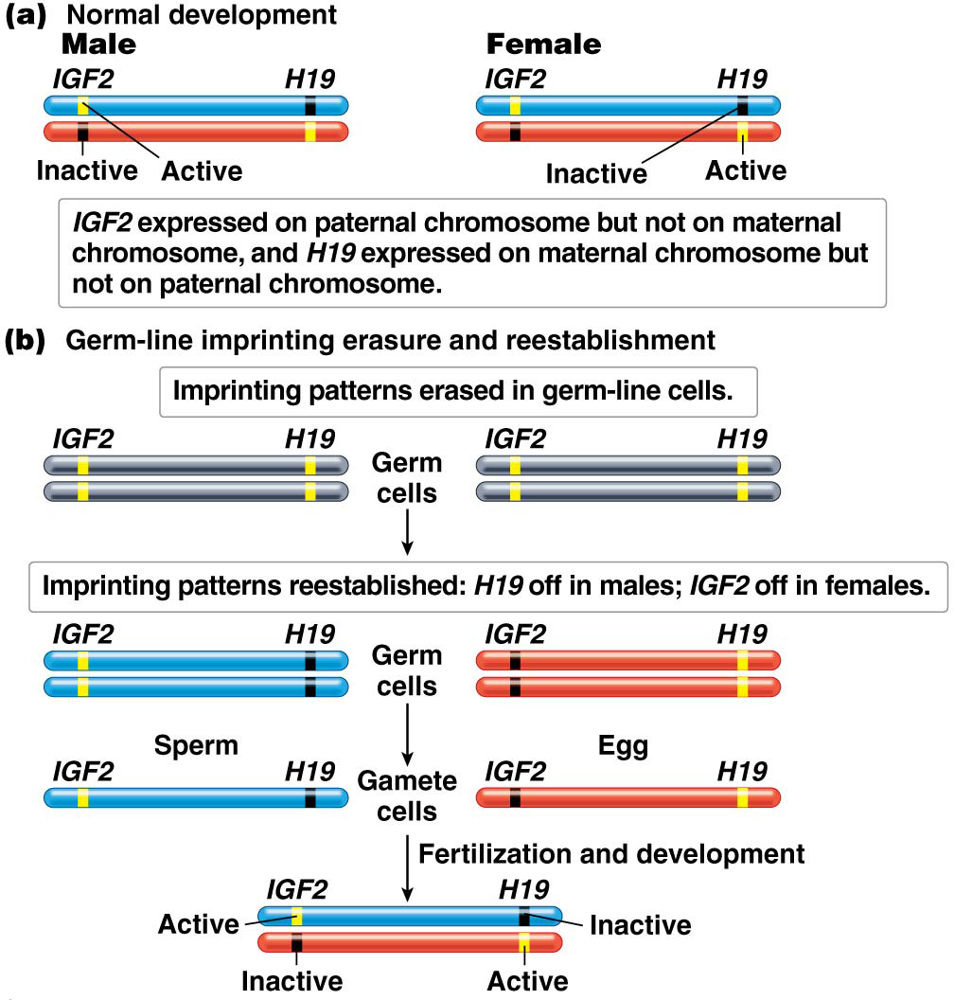 (a) Normal development
Male
Female
IGF2 H19
IGF2 H19
Inactive Active
Inactive Active
IGF2 expressed on paternal chromosome but not on maternal
chromosome, and H19 expressed on maternal chromosome but
not on paternal chromosome.
(b) Germ-line imprinting erasure and reestablishment
Imprinting patterns erased in germ-line cells.
IGF2 H19
Germ
cells
IGF2 H19
Imprinting patterns reestablished: H19 off in males; IGF2 off in females.
IGF2 H19
Germ
cells
IGF2 H19
Sperm
Egg
IGF2 H19
Gamete
cells
IGF2 H19
Fertilization and development
IGF2 H19
Active
Inactive
Inactive
Active